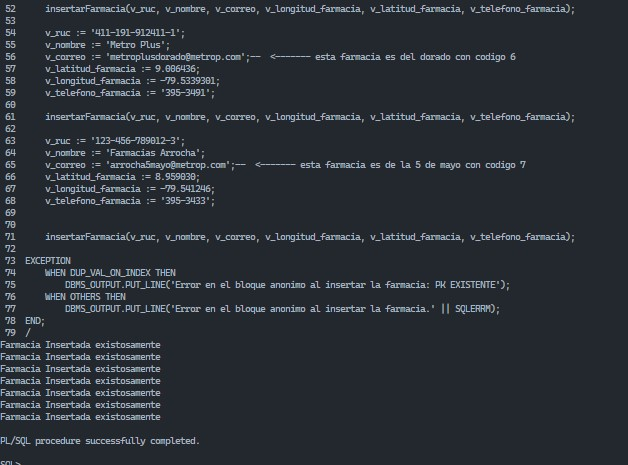 52      insertarFarmacia(v_ruc, v_nombre, v_correo, v_longitud_farmacia, v_latitud_farmacia, v_telefono_farmacia);
53
54      v_ruc := '411-191-912411-1';
55      v_nombre := 'Metro Plus';
56      v_correo := 'metroplusdorado@metrop.com';--  <------- esta farmacia es del dorado con codigo 6
57      v_latitud_farmacia := 9.006436;
58      v_longitud_farmacia := -79.5339301;
59      v_telefono_farmacia := '395-3491';
60
61      insertarFarmacia(v_ruc, v_nombre, v_correo, v_longitud_farmacia, v_latitud_farmacia, v_telefono_farmacia);
62
63      v_ruc := '123-456-789012-3';
64      v_nombre := 'Farmacias Arrocha';
65      v_correo := 'arrocha5mayo@metrop.com';--  <------- esta farmacia es de la 5 de mayo con codigo 7
66      v_latitud_farmacia := 8.959030;
67      v_longitud_farmacia := -79.541246;
68      v_telefono_farmacia := '395-3433';
69
70
71      insertarFarmacia(v_ruc, v_nombre, v_correo, v_longitud_farmacia, v_latitud_farmacia, v_telefono_farmacia);
72
73  EXCEPTION
74      WHEN DUP_VAL_ON_INDEX THEN
75          DBMS_OUTPUT.PUT_LINE('Error en el bloque anonimo al insertar la farmacia: PK EXISTENTE');
76      WHEN OTHERS THEN
77          DBMS_OUTPUT.PUT_LINE('Error en el bloque anonimo al insertar la farmacia.' || SQLERRM);
78  END;
79  /
Farmacia Insertada existosamente
Farmacia Insertada existosamente
Farmacia Insertada existosamente
Farmacia Insertada existosamente
Farmacia Insertada existosamente
Farmacia Insertada existosamente
Farmacia Insertada existosamente
PL/SQL procedure successfully completed.
SQL>